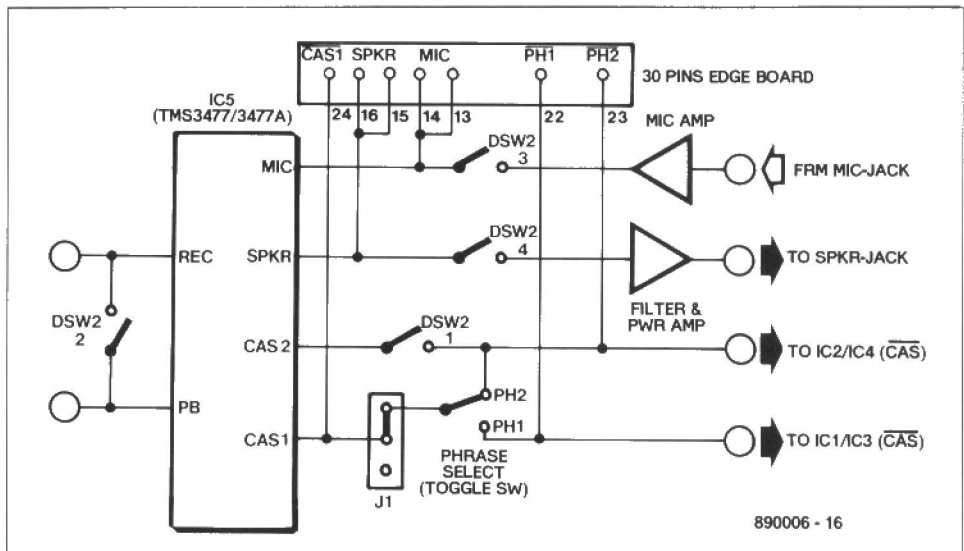 CAS1 SPKR MIC PH1 PH2
30 PINS EDGE BOARD
IC5
(TMS3477/3477A)
24 16 15 14 13 22 23
MIC AMP
MIC
DSW2
3
FRM MIC-JACK
REC
SPKR
DSW2
4
TO SPKR-JACK
FILTER &
PWR AMP
DSW2
2
CAS2
DSW2
1
TO IC2/IC4 (CAS)
PB
PH2
CAS1
PH1
TO IC1/IC3 (CAS)
PHRASE
SELECT
(TOGGLE SW)
J1
890006 - 16